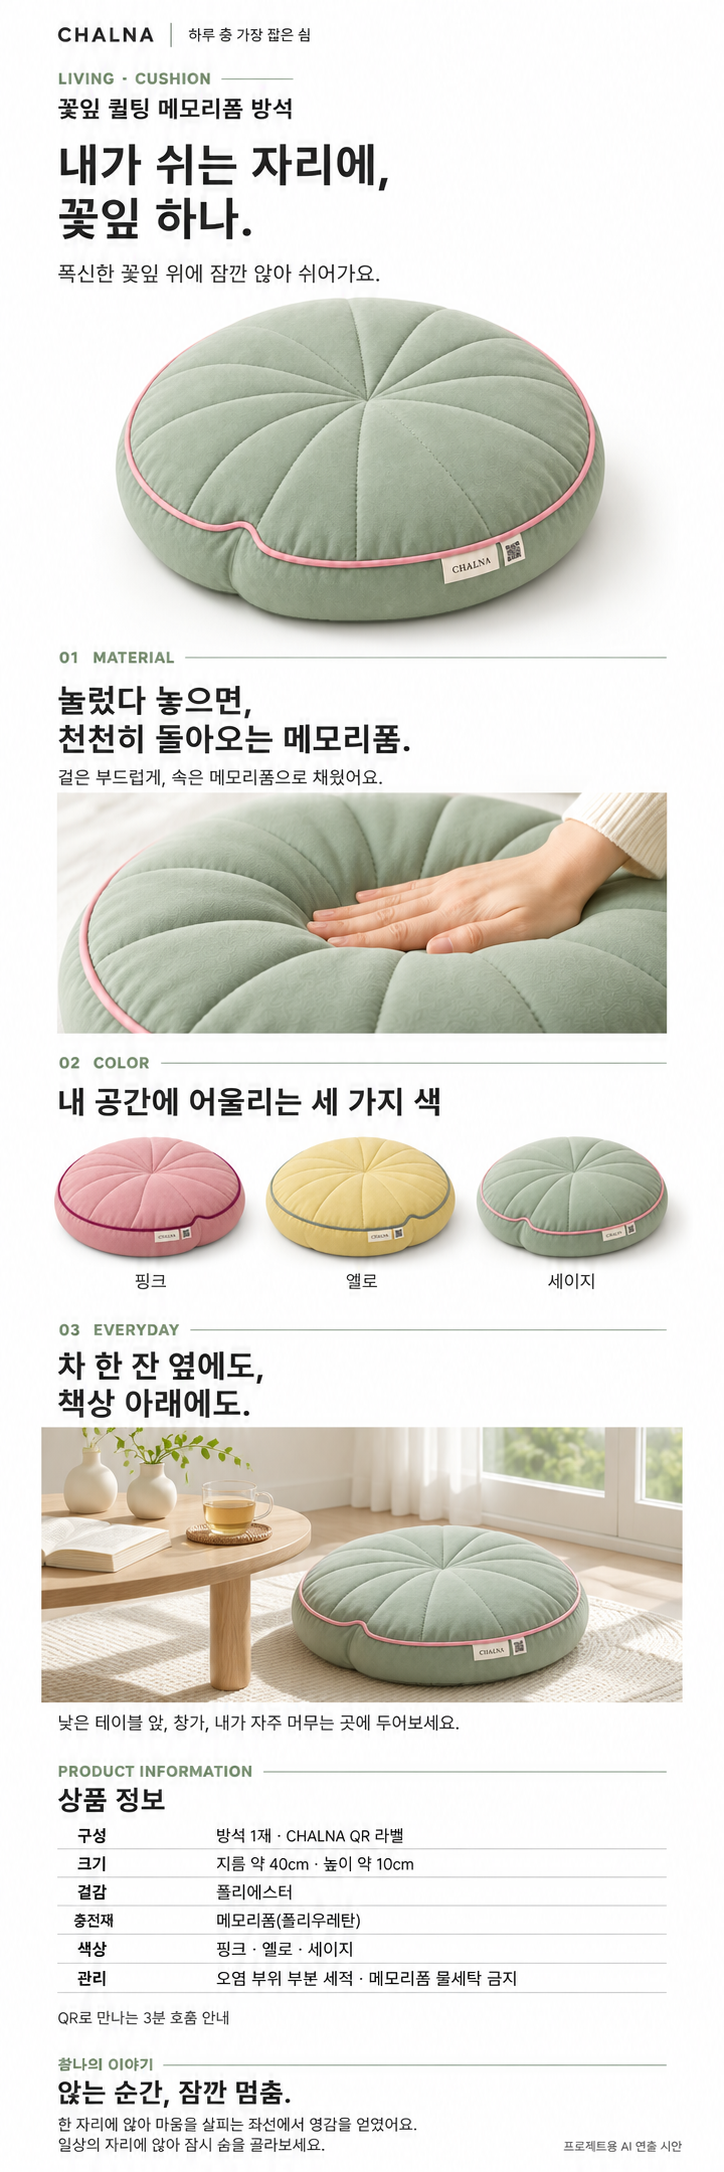 CHALNA | 하루 중 가장 짧은 쉼
LIVING · CUSHION
꽃잎 퀼팅 메모리폼 방석
내가 쉬는 자리에,
꽃잎 하나.
폭신한 꽃잎 위에 잠깐 앉아 쉬어가요.
CHALNA
01 MATERIAL
눌렀다 놓으면,
천천히 돌아오는 메모리폼.
걸은 부드럽게, 속은 메모리폼으로 채웠어요.
02 COLOR
내 공간에 어울리는 세 가지 색
CHALNA
CHALNA
CHALNA
핑크
옐로
세이지
03 EVERYDAY
차 한 잔 옆에도,
책상 아래에도.
CHALNA
낮은 테이블 앞, 창가, 내가 자주 머무는 곳에 두어보세요.
PRODUCT INFORMATION
상품 정보
구성 방석 1재 · CHALNA QR 라벨
크기 지름 약 40cm · 높이 약 10cm
걸감 폴리에스터
충전재 메모리폼(폴리우레탄)
색상 핑크 · 옐로 · 세이지
관리 오염 부위 부분 세적 · 메모리폼 물세탁 금지
QR로 만나는 3분 호품 안내
찰나의 이야기
않는 순간, 잠깐 멈춤.
한 자리에 앉아 마움을 살피는 좌선에서 영감을 얻였어요.
일상의 자리에 앉아 잠시 숨을 골라보세요.
프로젝트용 AI 연출 시안